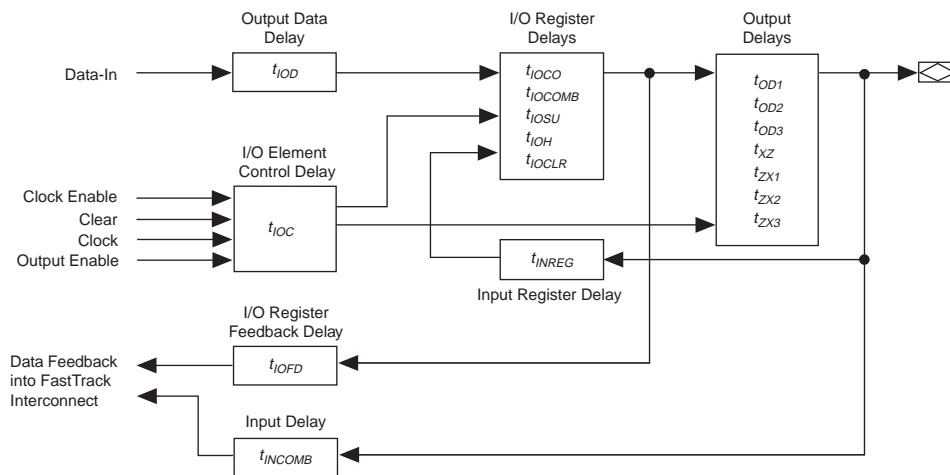 Output Data
Delay
I/O Register
Delays
Output
Delays
Data-In
tIOD
tIOCO
tIOCOMB
tIOSU
tIOH
tIOCLR
tOD1
tOD2
tOD3
tXZ
tZX1
tZX2
tZX3
I/O Element
Control Delay
Clock Enable
Clear
Clock
Output Enable
tIOC
tINREG
Input Register Delay
I/O Register
Feedback Delay
Data Feedback
into FastTrack
Interconnect
tIOFD
Input Delay
tINCOMB